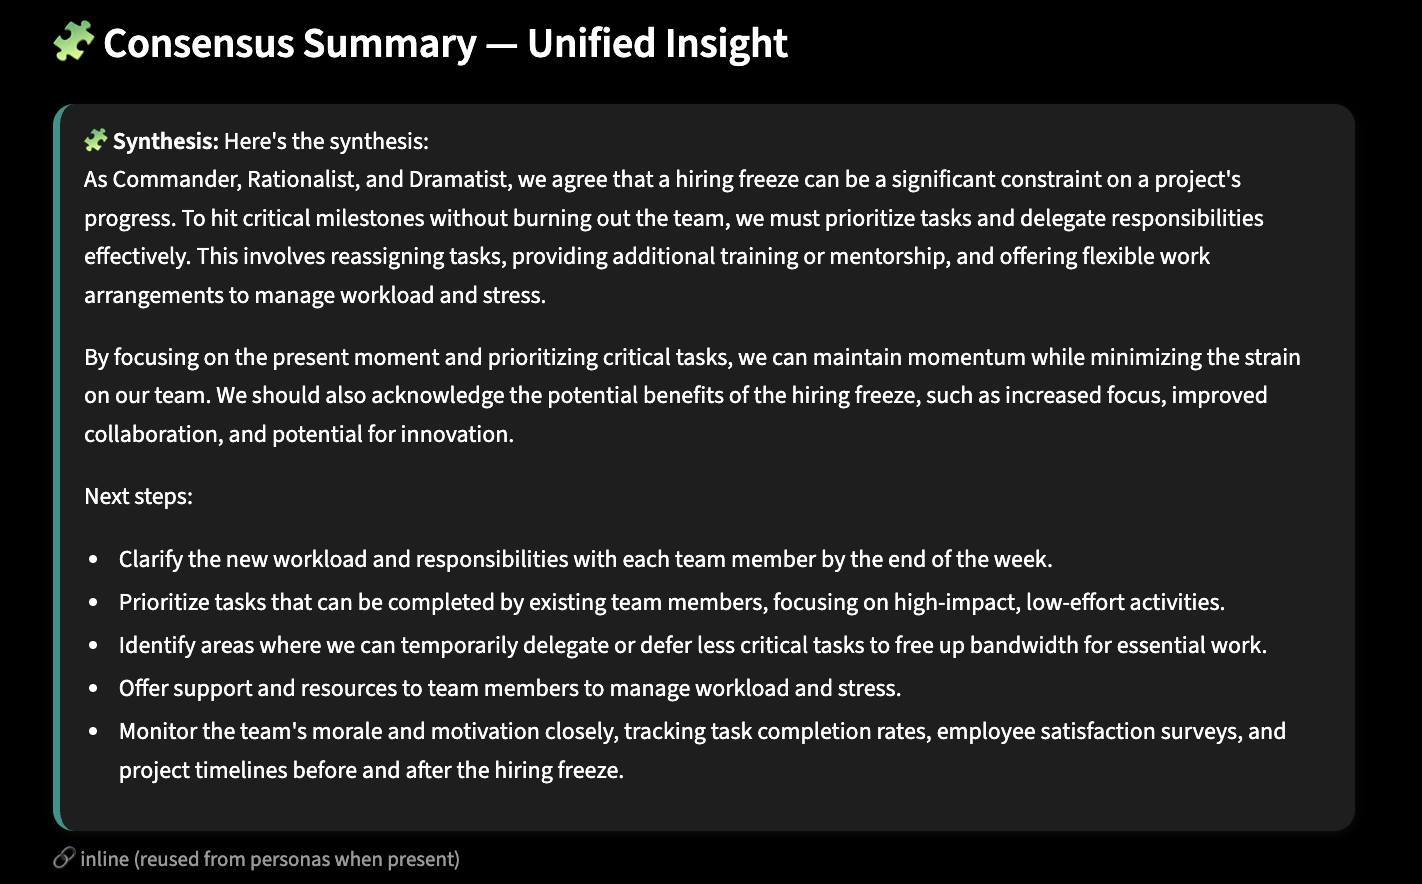 Consensus Summary — Unified Insight
Synthesis: Here's the synthesis:
As Commander, Rationalist, and Dramatist, we agree that a hiring freeze can be a significant constraint on a project's
progress. To hit critical milestones without burning out the team, we must prioritize tasks and delegate responsibilities
effectively. This involves reassigning tasks, providing additional training or mentorship, and offering flexible work
arrangements to manage workload and stress.
By focusing on the present moment and prioritizing critical tasks, we can maintain momentum while minimizing the strain
on our team. We should also acknowledge the potential benefits of the hiring freeze, such as increased focus, improved
collaboration, and potential for innovation.
Next steps:
• Clarify the new workload and responsibilities with each team member by the end of the week.
• Prioritize tasks that can be completed by existing team members, focusing on high-impact, low-effort activities.
• Identify areas where we can temporarily delegate or defer less critical tasks to free up bandwidth for essential work.
• Offer support and resources to team members to manage workload and stress.
• Monitor the team's morale and motivation closely, tracking task completion rates, employee satisfaction surveys, and
project timelines before and after the hiring freeze.
inline (reused from personas when present)